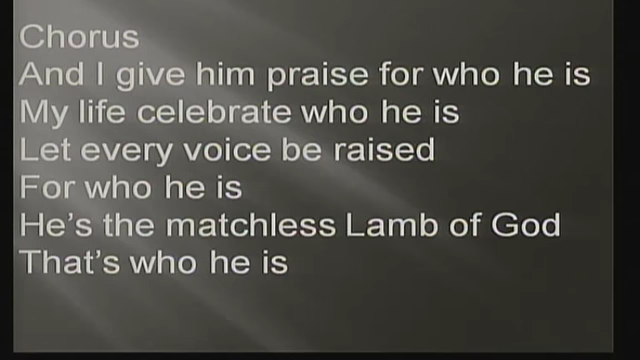 Chorus
And I give him praise for who he is
My life celebrate who he is
Let every voice be raised
For who he is
He's the matchless Lamb of God
That's who he is